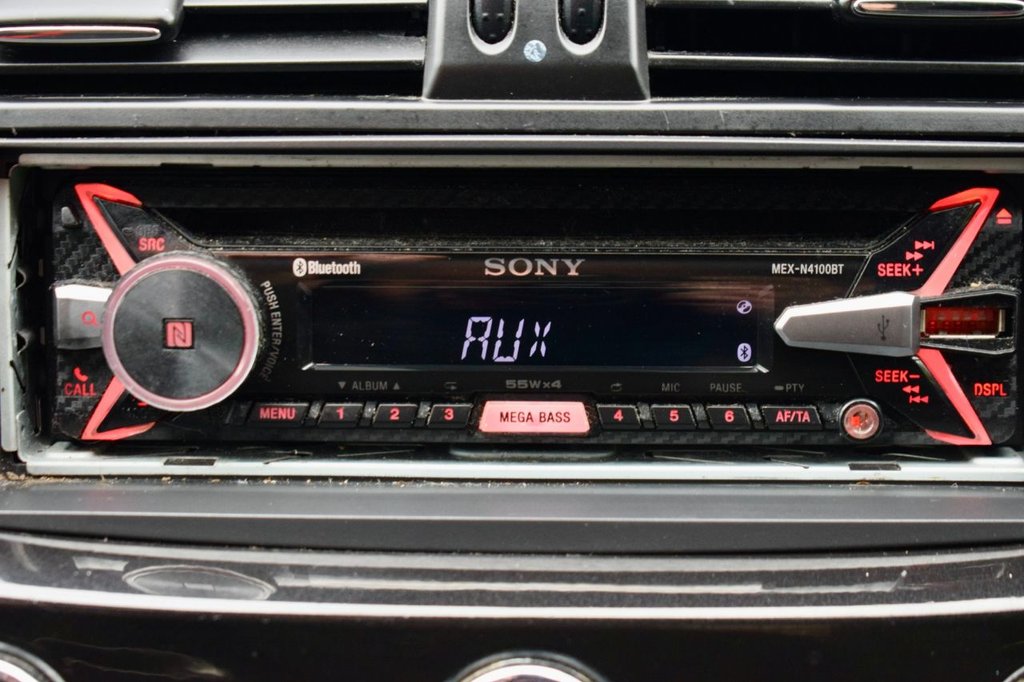 SRC
Bluetooth
SONY
MEX-N4100BT
SEEK+
PUSH ENTER/VOICE
AUX
CALL
SEEK-
DSPL
▼ ALBUM ▲
55W×4
MIC
PAUSE
PTY
MENU
1
2
3
MEGA BASS
4
5
6
AF/TA